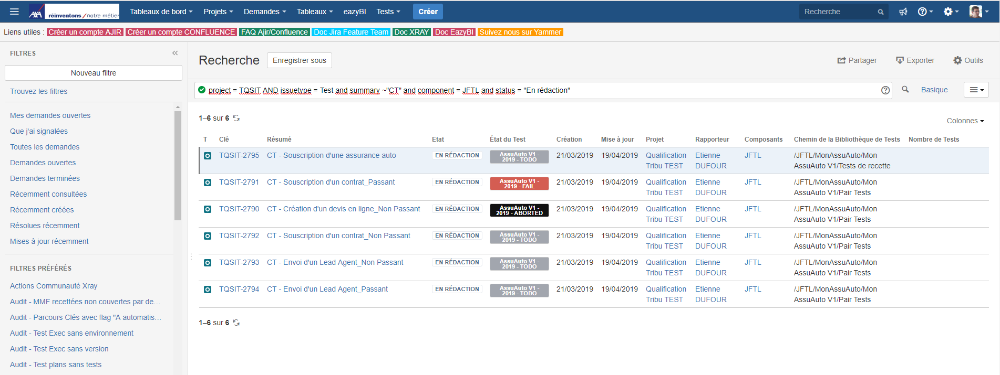 AXA réinventons / notre métier Tableaux de bord Projets Demandes Tableaux eazyBI Tests Créer Recherche
Liens utiles : Créer un compte AJIR Créer un compte CONFLUENCE FAQ Ajir/Confluence Doc Jira Feature Team Doc XRAY Doc EazyBI Suivez nous sur Yammer
FILTRES
Nouveau filtre
Trouvez les filtres
Mes demandes ouvertes
Que j'ai signalées
Toutes les demandes
Demandes ouvertes
Demandes terminées
Récemment consultées
Récemment créées
Résolues récemment
Mises à jour récemment
FILTRES PRÉFÉRÉS
Actions Communauté Xray
Audit - MMF recettées non couvertes par de...
Audit - Parcours Clés avec flag "A automatis...
Audit - Test Exec sans environnement
Audit - Test Exec sans version
Audit - Test plans sans tests
Recherche Enregistrer sous Partager Exporter Outils
project = TQSIT AND issuetype = Test and summary ~"CT" and component = JFTL and status = "En rédaction" Basique
1–6 sur 6
Colonnes
T Clé Résumé Etat État du Test Création Mise à jour Projet Rapporteur Composants Chemin de la Bibliothèque de Tests Nombre de Tests
TQSIT-2795 CT - Souscription d'une assurance auto EN RÉDACTION AssuAuto V1 - 21/03/2019 19/04/2019 Qualification Etienne JFTL /JFTL/MonAssuAuto/Mon
2019 - TODO Tribu TEST DUFOUR AssuAuto V1/Tests de recette
TQSIT-2791 CT - Souscription d'un contrat_Passant EN RÉDACTION AssuAuto V1 - 21/03/2019 19/04/2019 Qualification Etienne JFTL /JFTL/MonAssuAuto/Mon
2019 - FAIL Tribu TEST DUFOUR AssuAuto V1/Pair Tests
TQSIT-2790 CT - Création d'un devis en ligne_Non Passant EN RÉDACTION AssuAuto V1 - 21/03/2019 19/04/2019 Qualification Etienne JFTL /JFTL/MonAssuAuto/Mon
2019 - ABORTED Tribu TEST DUFOUR AssuAuto V1/Pair Tests
TQSIT-2792 CT - Souscription d'un contrat_Non Passant EN RÉDACTION AssuAuto V1 - 21/03/2019 19/04/2019 Qualification Etienne JFTL /JFTL/MonAssuAuto/Mon
2019 - TODO Tribu TEST DUFOUR AssuAuto V1/Pair Tests
TQSIT-2793 CT - Envoi d'un Lead Agent_Non Passant EN RÉDACTION AssuAuto V1 - 21/03/2019 19/04/2019 Qualification Etienne JFTL /JFTL/MonAssuAuto/Mon
2019 - TODO Tribu TEST DUFOUR AssuAuto V1/Pair Tests
TQSIT-2794 CT - Envoi d'un Lead Agent_Passant EN RÉDACTION AssuAuto V1 - 21/03/2019 19/04/2019 Qualification Etienne JFTL /JFTL/MonAssuAuto/Mon
2019 - TODO Tribu TEST DUFOUR AssuAuto V1/Pair Tests
1–6 sur 6